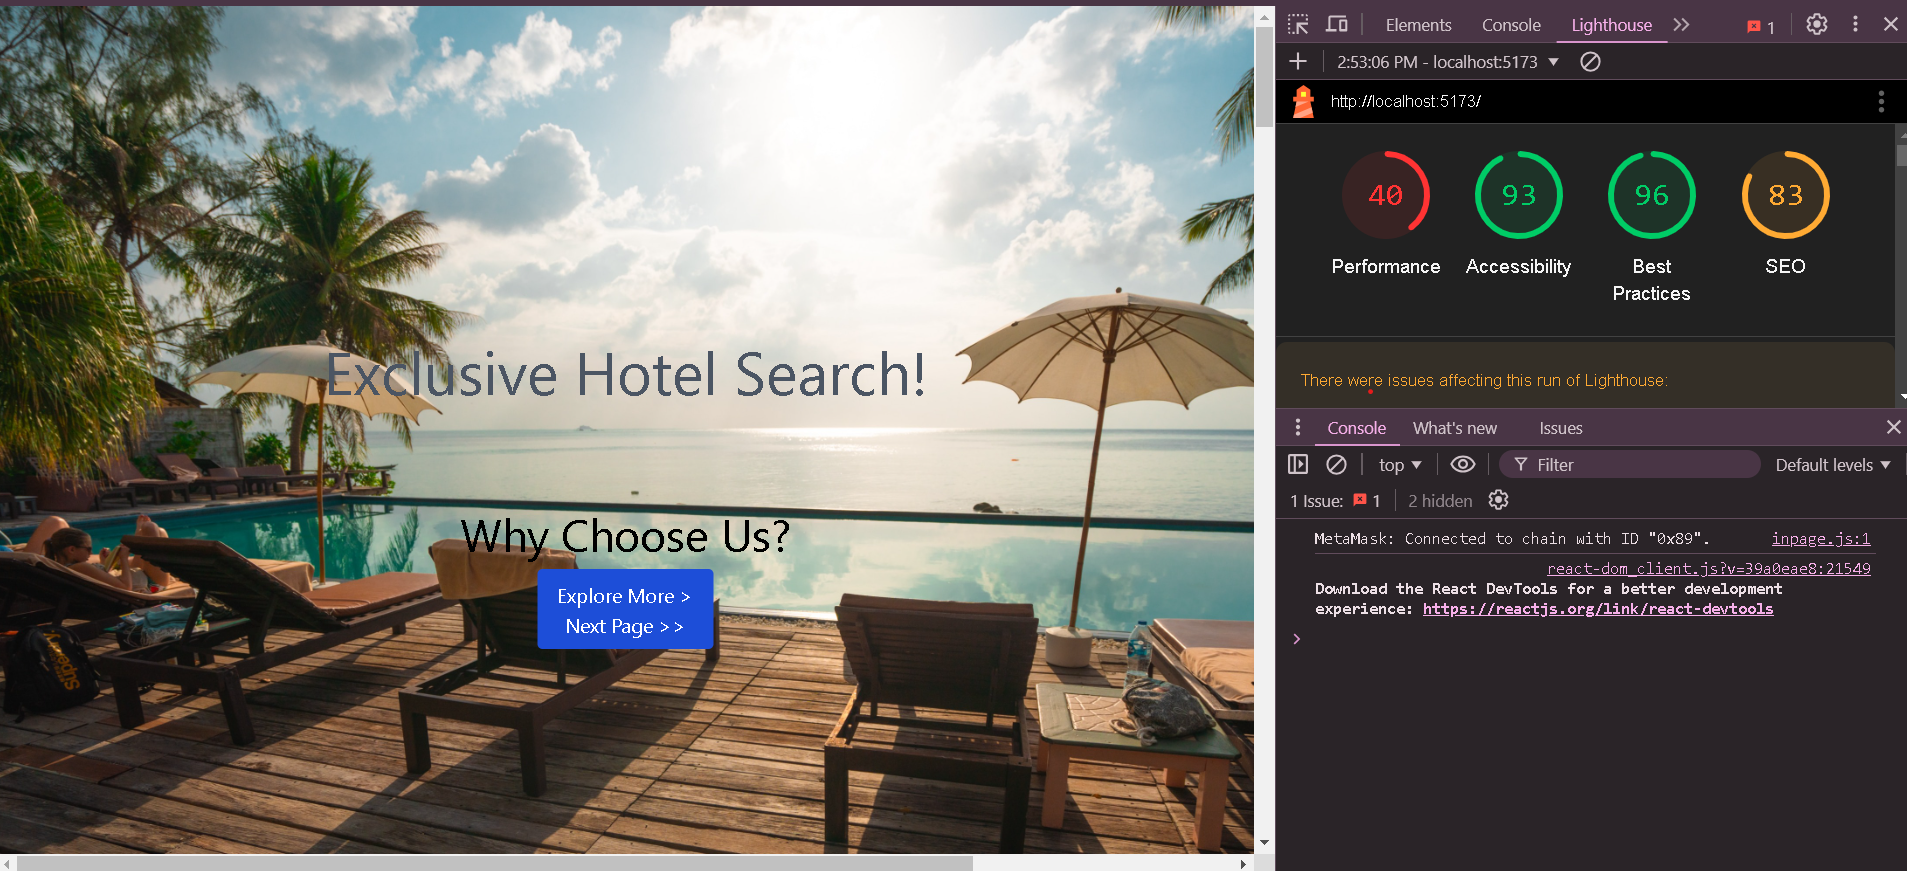 Exclusive Hotel Search!
Why Choose Us?
Explore More >
Next Page >>
Elements Console Lighthouse 1
2:53:06 PM - localhost:5173
http://localhost:5173/
40 93 96 83
Performance Accessibility Best Practices SEO
There were issues affecting this run of Lighthouse:
Console What's new Issues
top Filter Default levels
1 Issue: 1 2 hidden
MetaMask: Connected to chain with ID "0x89". inpage.js:1
react-dom_client.js?v=39a0eae8:21549
Download the React DevTools for a better development
experience: https://reactjs.org/link/react-devtools